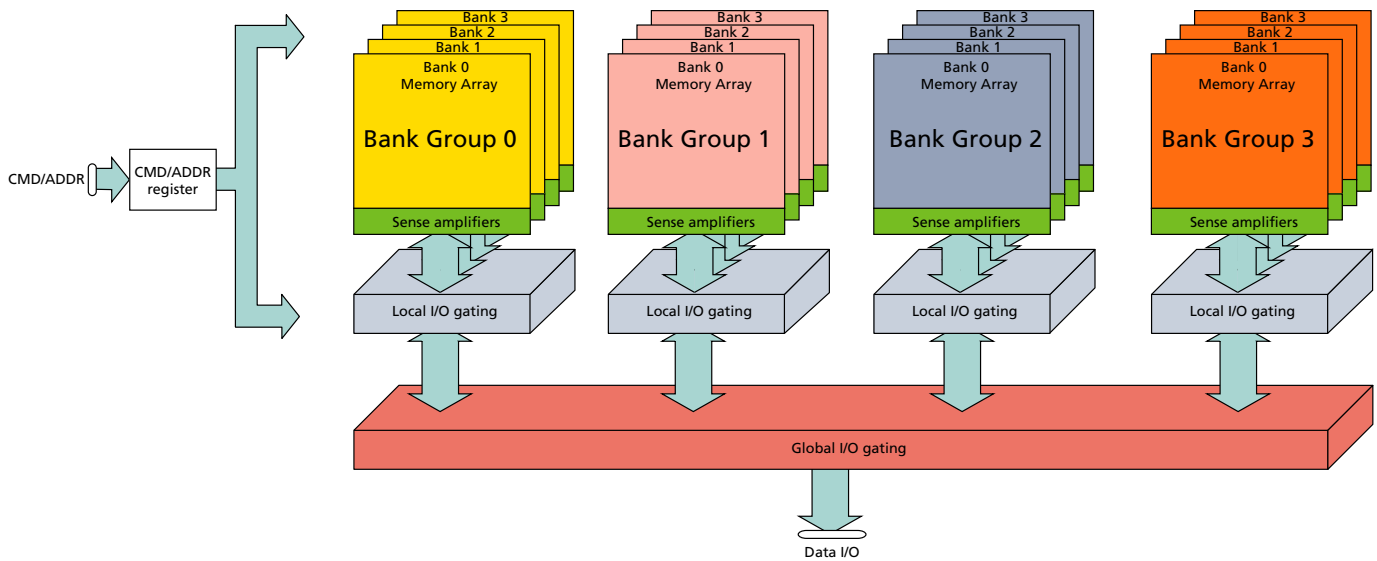 Bank 3
Bank 2
Bank 1
Bank 0
Memory Array
Bank Group 0
Sense amplifiers
Local I/O gating
Bank 3
Bank 2
Bank 1
Bank 0
Memory Array
Bank Group 1
Sense amplifiers
Local I/O gating
Bank 3
Bank 2
Bank 1
Bank 0
Memory Array
Bank Group 2
Sense amplifiers
Local I/O gating
Bank 3
Bank 2
Bank 1
Bank 0
Memory Array
Bank Group 3
Sense amplifiers
Local I/O gating
CMD/ADDR
CMD/ADDR
register
Global I/O gating
Data I/O